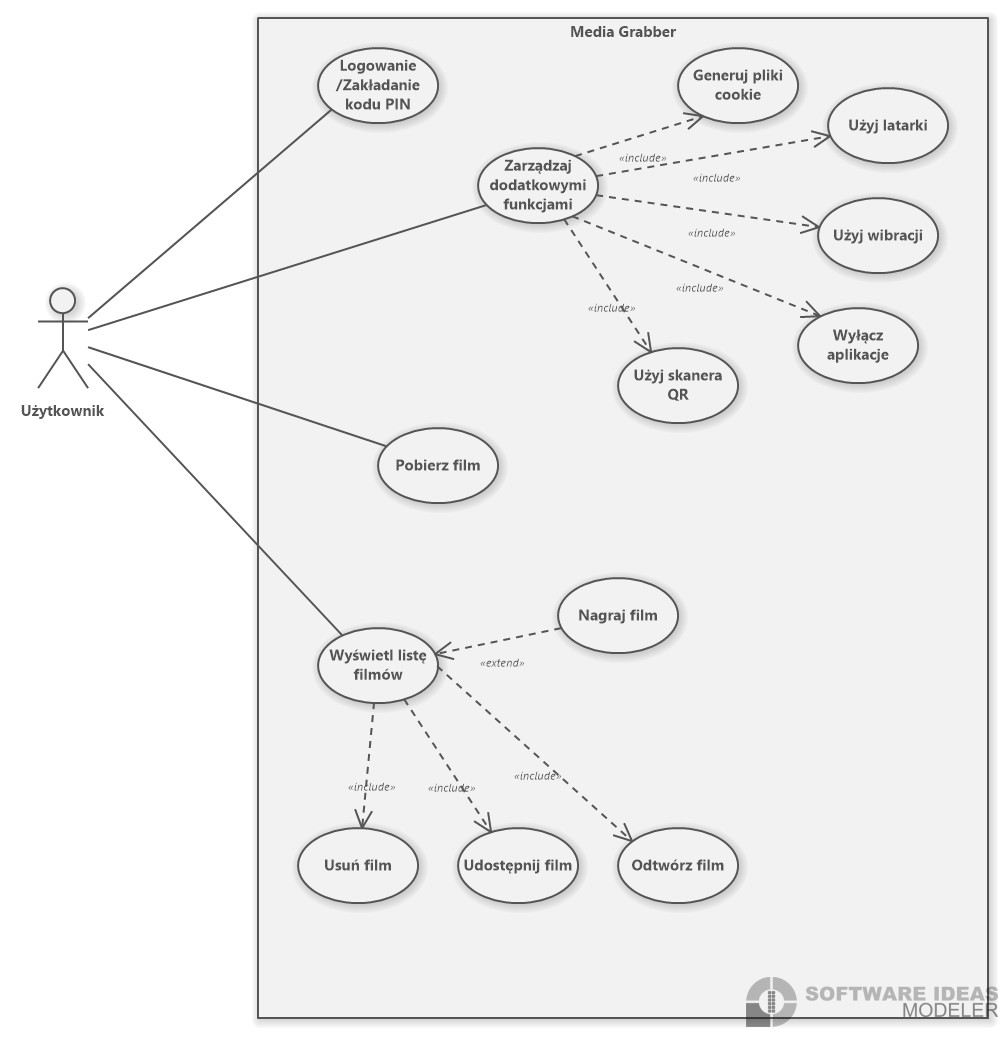 Media Grabber
Logowanie
/Zakładanie
kodu PIN
Generuj pliki
cookie
Użyj latarki
«include»
Zarządzaj
dodatkowymi
funkcjami
«include»
Użyj wibracji
«include»
«include»
«include»
Wyłącz
aplikacje
Użyj skanera
QR
Użytkownik
Pobierz film
Nagraj film
Wyświetl listę
filmów
«extend»
«include»
«include»
«include»
Usuń film
Udostępnij film
Odtwórz film
SOFTWARE IDEAS
MODELER